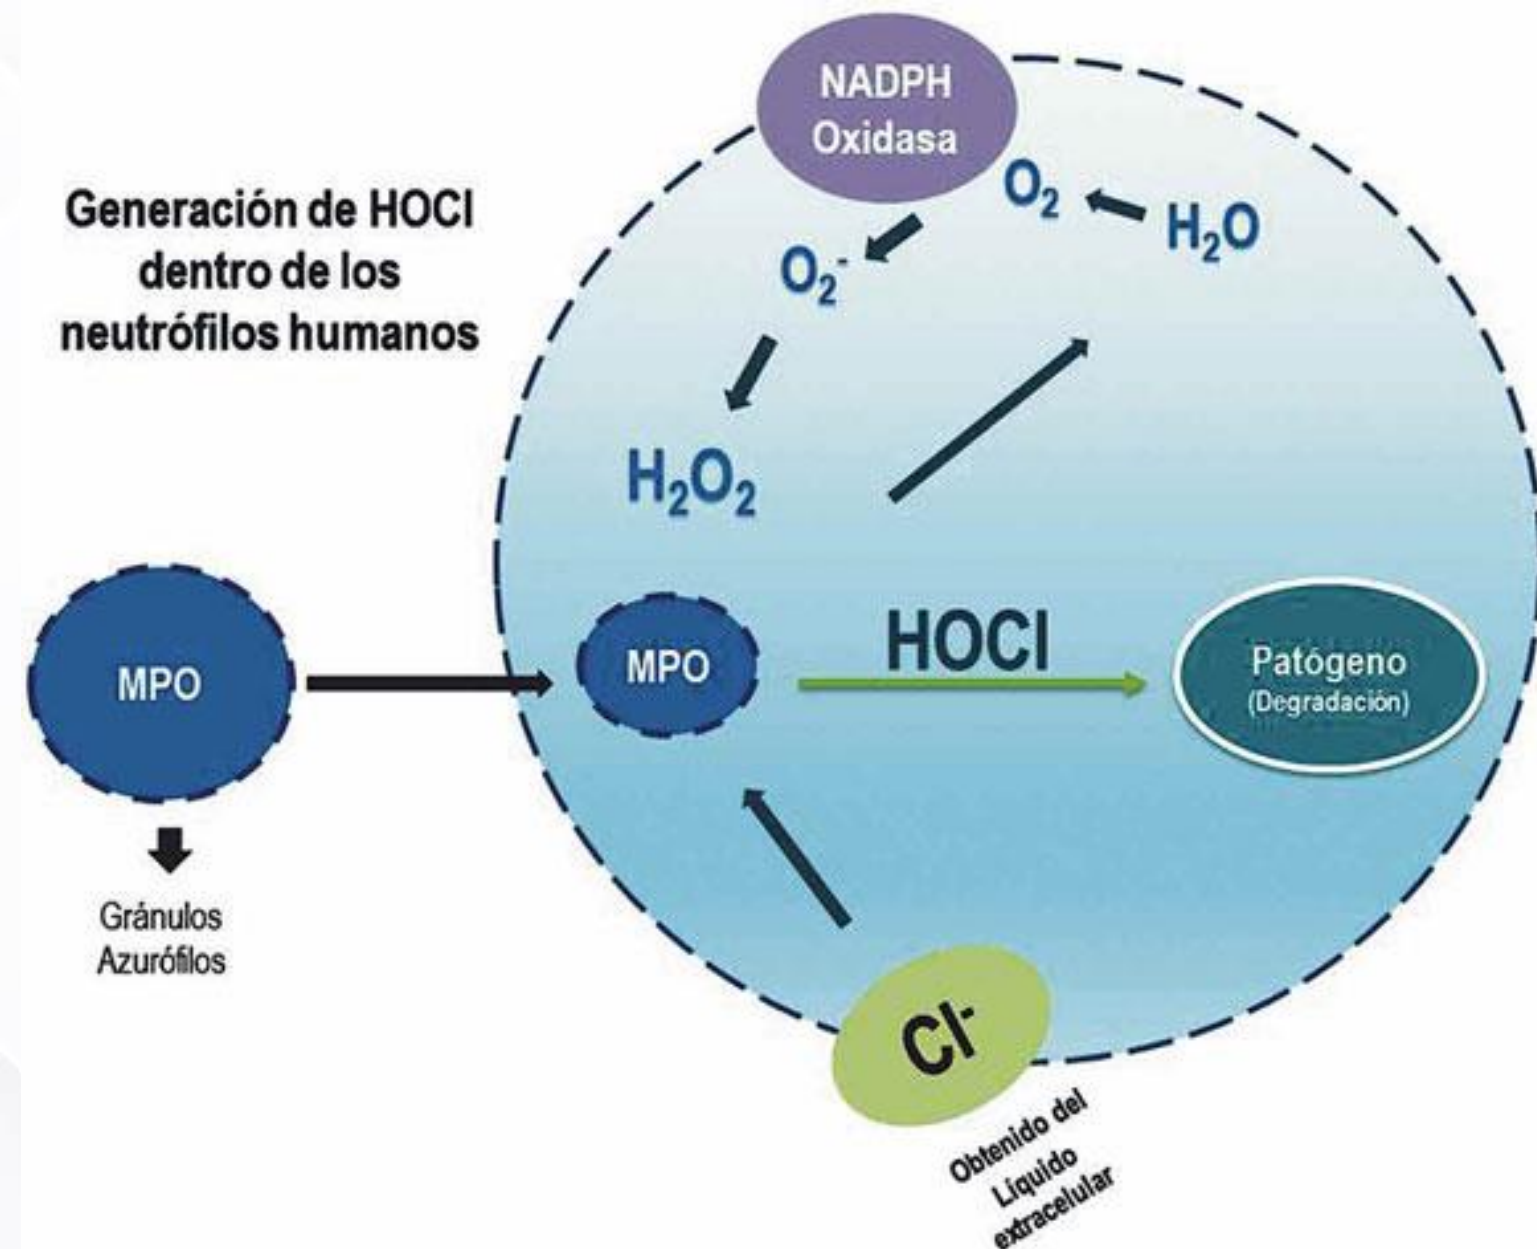 Generación de HOCl
dentro de los
neutrófilos humanos
NADPH
Oxidasa
O₂
H₂O
O₂⁻
H₂O₂
MPO
MPO
HOCl
Patógeno
(Degradación)
Gránulos
Azurófilos
Cl⁻
Obtenido del
Líquido
extracelular